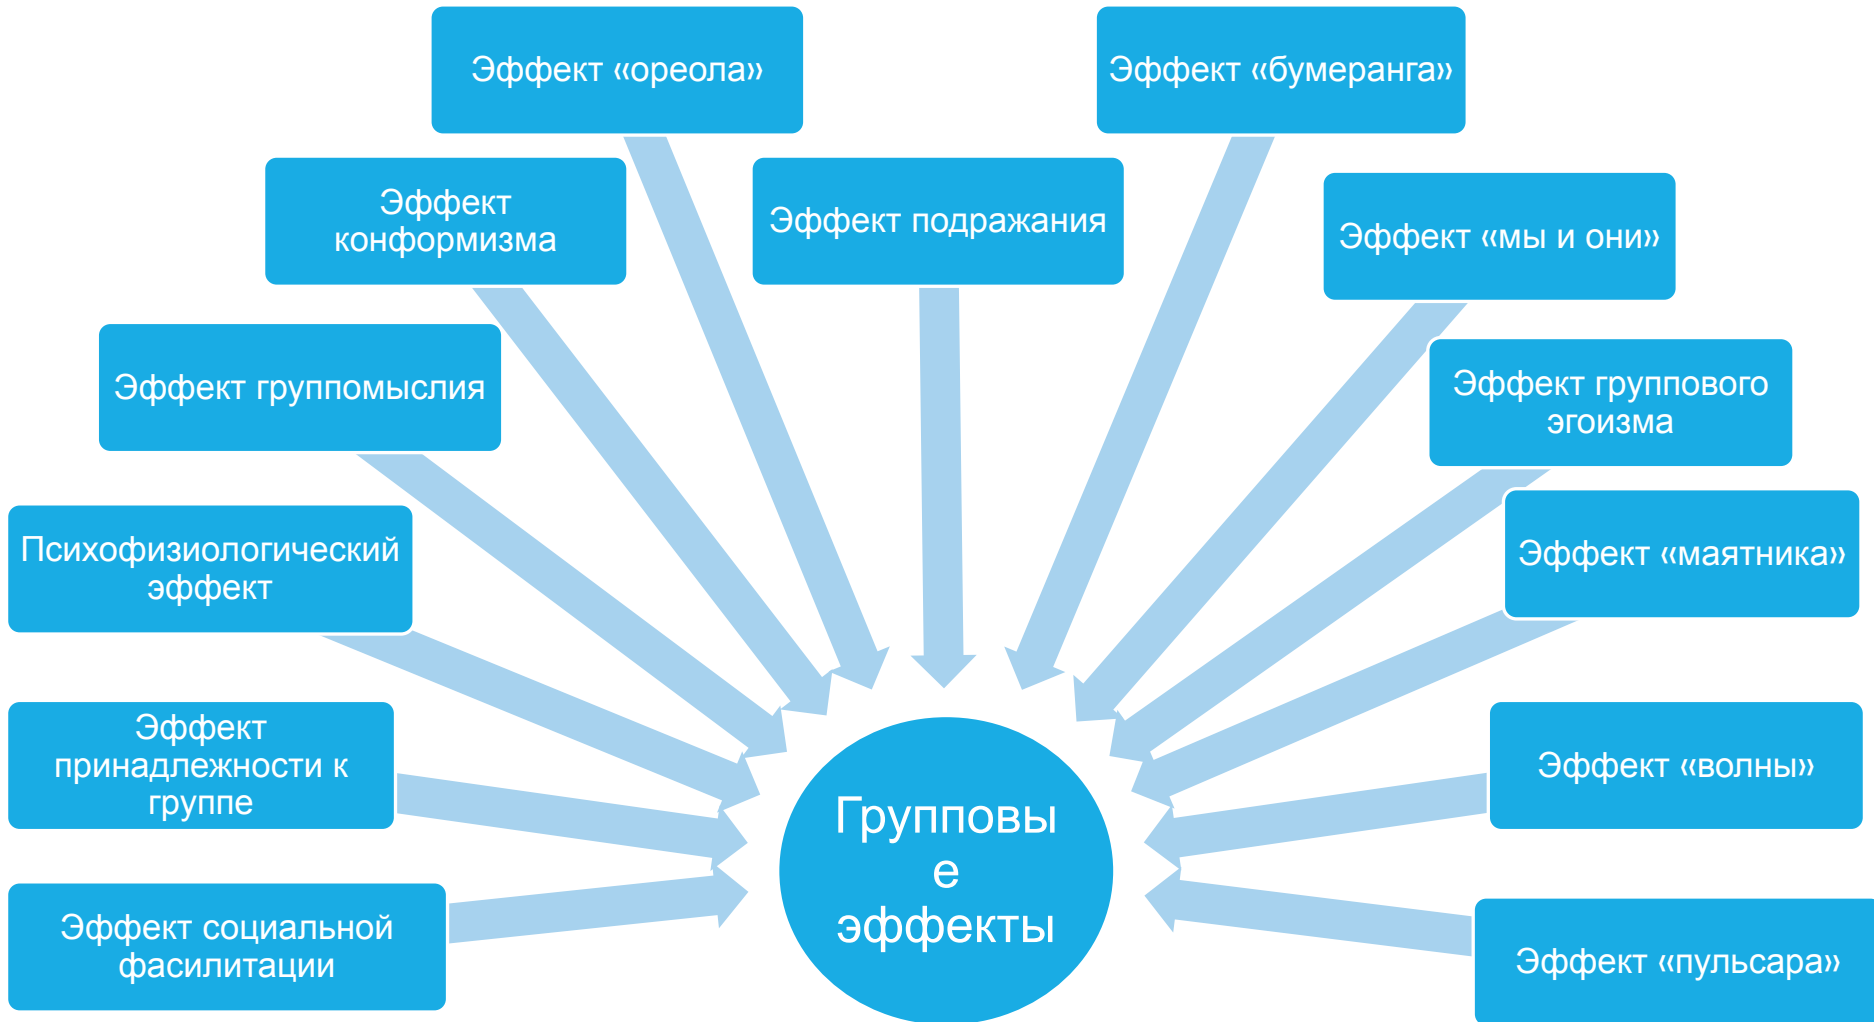 Эффект «ореола»
Эффект «бумеранга»
Эффект
конформизма
Эффект подражания
Эффект «мы и они»
Эффект группомыслия
Эффект группового
эгоизма
Психофизиологический
эффект
Эффект «маятника»
Эффект
принадлежности к
группе
Эффект «волны»
Групповы
е
эффекты
Эффект социальной
фасилитации
Эффект «пульсара»